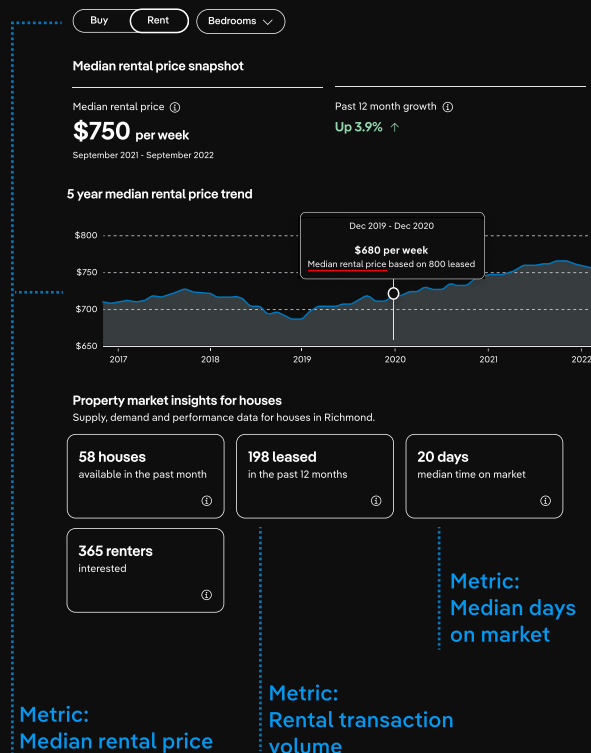 Buy Rent Bedrooms
Median rental price snapshot
Median rental price
$750 per week
September 2021 - September 2022
Past 12 month growth
Up 3.9% ↑
5 year median rental price trend
Dec 2019 - Dec 2020
$680 per week
Median rental price based on 800 leased
$800
$750
$700
$650
2017 2018 2019 2020 2021 2022
Property market insights for houses
Supply, demand and performance data for houses in Richmond.
58 houses
available in the past month
198 leased
in the past 12 months
20 days
median time on market
365 renters
interested
Metric:
Median days
on market
Metric:
Rental transaction
volume
Metric:
Median rental price